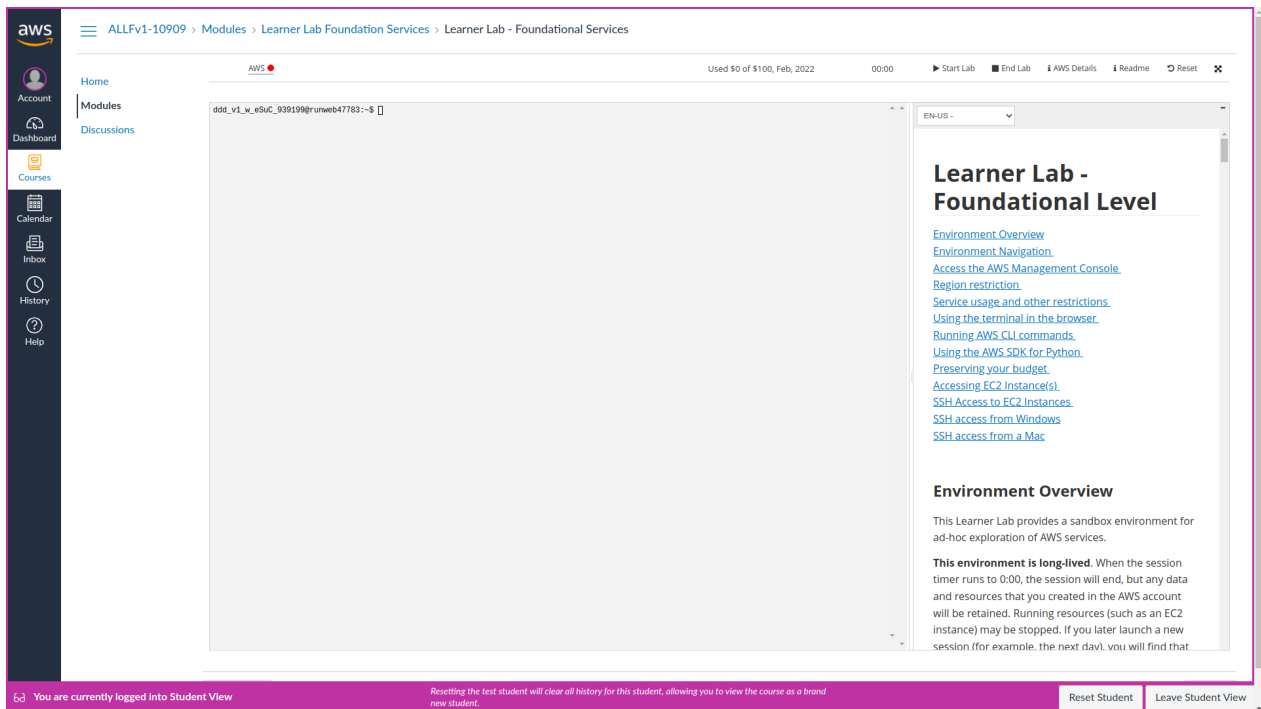 aws
ALLFv1-10909 > Modules > Learner Lab Foundation Services > Learner Lab - Foundational Services
Account
Dashboard
Courses
Calendar
Inbox
History
Help
Home
Modules
Discussions
AWS
Used $0 of $100, Feb, 2022
00:00
Start Lab
End Lab
AWS Details
Readme
Reset
ddd_v1_w_eSuC_939199@runweb47783:~$
EN-US -
Learner Lab -
Foundational Level
Environment Overview
Environment Navigation
Access the AWS Management Console
Region restriction
Service usage and other restrictions
Using the terminal in the browser
Running AWS CLI commands
Using the AWS SDK for Python
Preserving your budget
Accessing EC2 Instance(s)
SSH Access to EC2 Instances
SSH access from Windows
SSH access from a Mac
Environment Overview
This Learner Lab provides a sandbox environment for
ad-hoc exploration of AWS services.
This environment is long-lived. When the session
timer runs to 0:00, the session will end, but any data
and resources that you created in the AWS account
will be retained. Running resources (such as an EC2
instance) may be stopped. If you later launch a new
session (for example, the next day), you will find that
You are currently logged into Student View
Resetting the test student will clear all history for this student, allowing you to view the course as a brand
new student.
Reset Student
Leave Student View